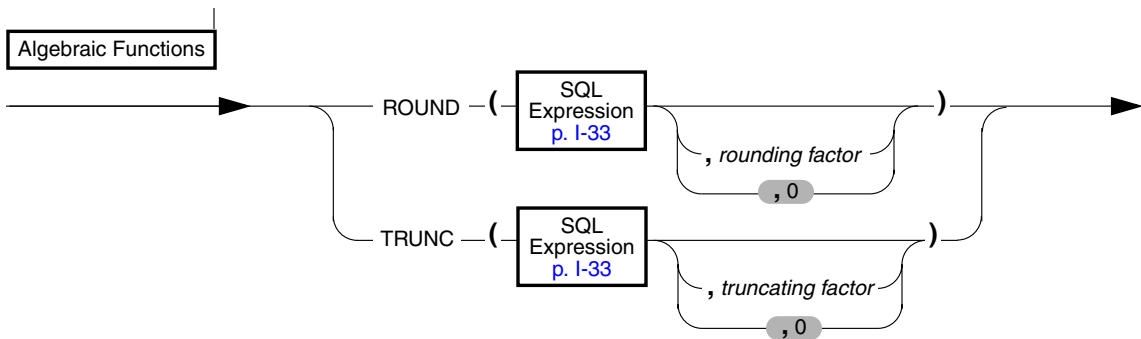 Algebraic Functions
ROUND ( SQL Expression p. I-33 )
, rounding factor
, 0
TRUNC ( SQL Expression p. I-33 )
, truncating factor
, 0